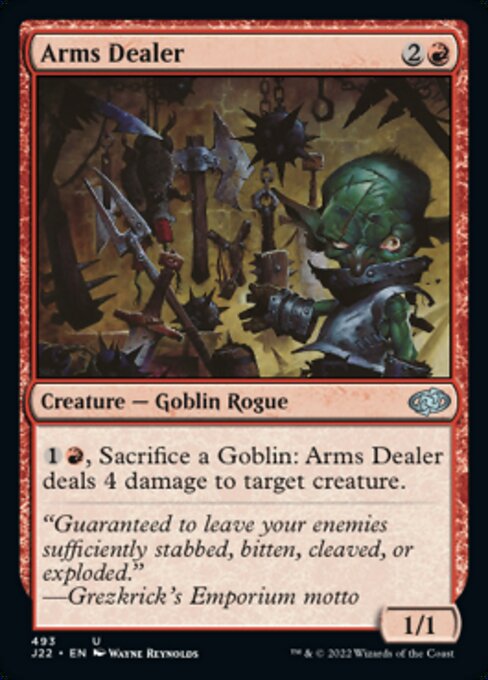 Arms Dealer 2
Creature — Goblin Rogue
1 , Sacrifice a Goblin: Arms Dealer
deals 4 damage to target creature.
“Guaranteed to leave your enemies
sufficiently stabbed, bitten, cleaved, or
exploded.”
—Grezkrick's Emporium motto
1/1
493 U
J22 • EN Wayne Reynolds
™ & © 2022 Wizards of the Coast